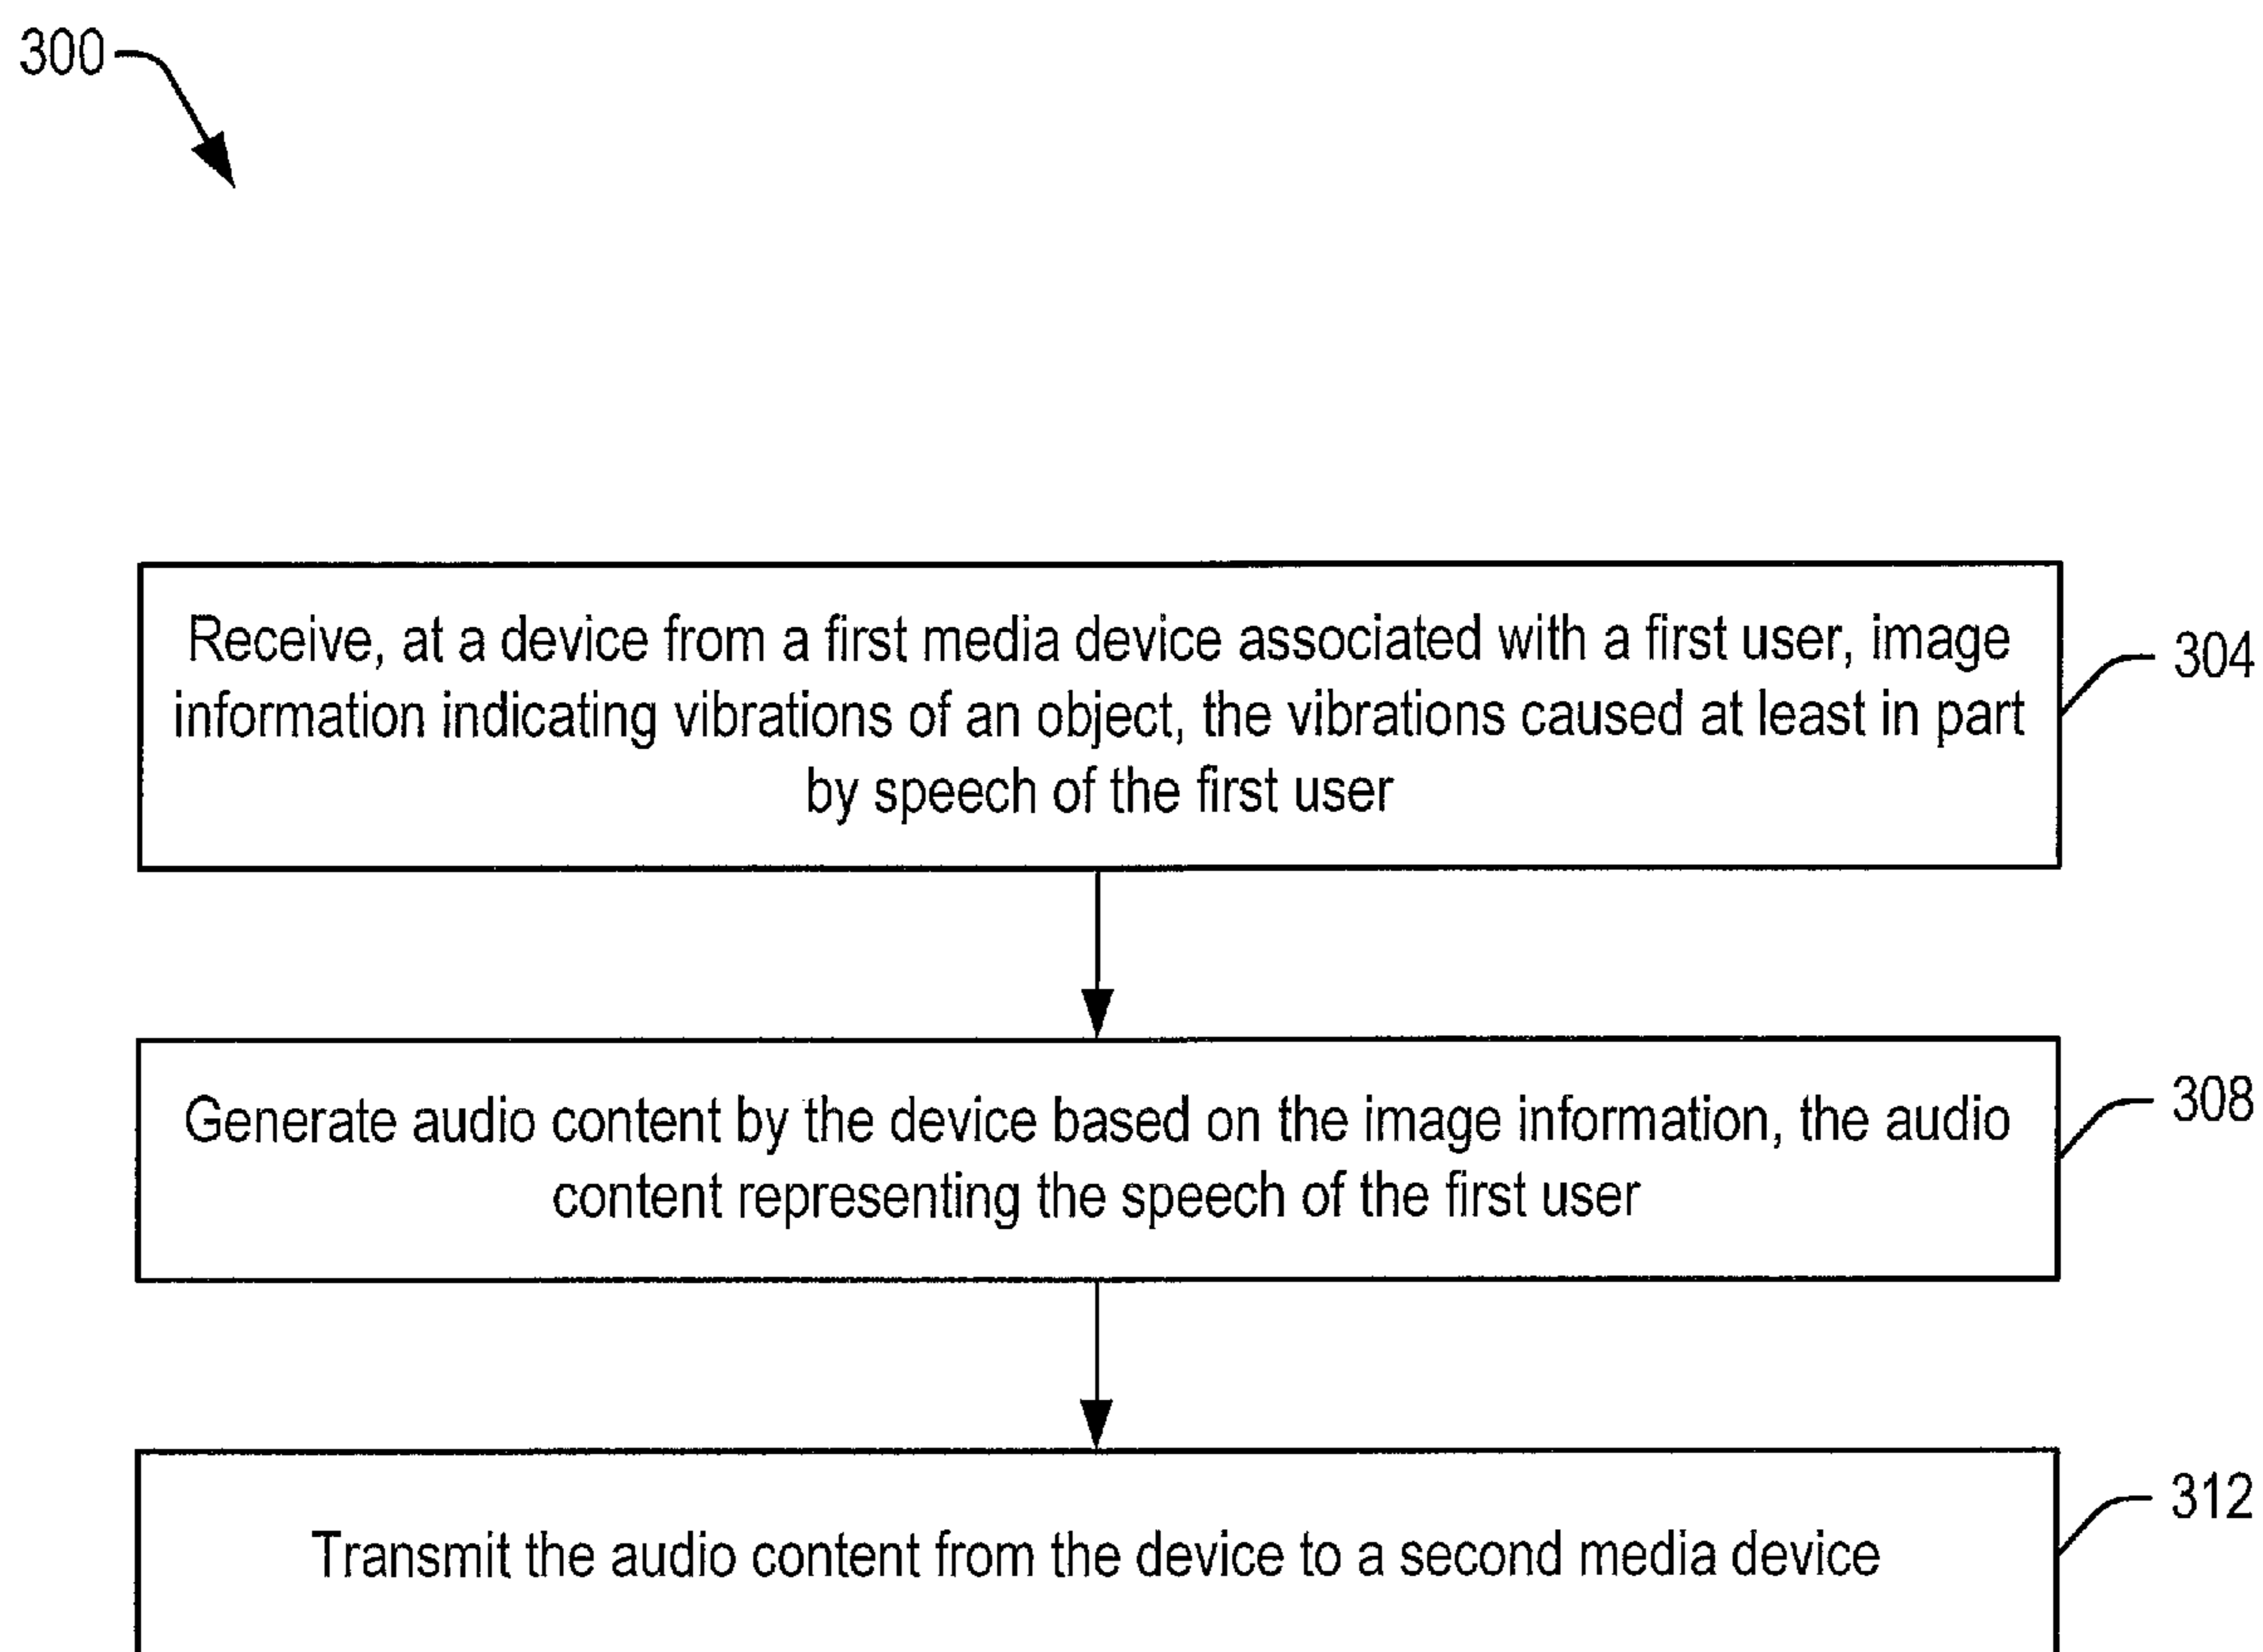 300
Receive, at a device from a first media device associated with a first user, image
information indicating vibrations of an object, the vibrations caused at least in part
by speech of the first user
304
Generate audio content by the device based on the image information, the audio
content representing the speech of the first user
308
Transmit the audio content from the device to a second media device
312